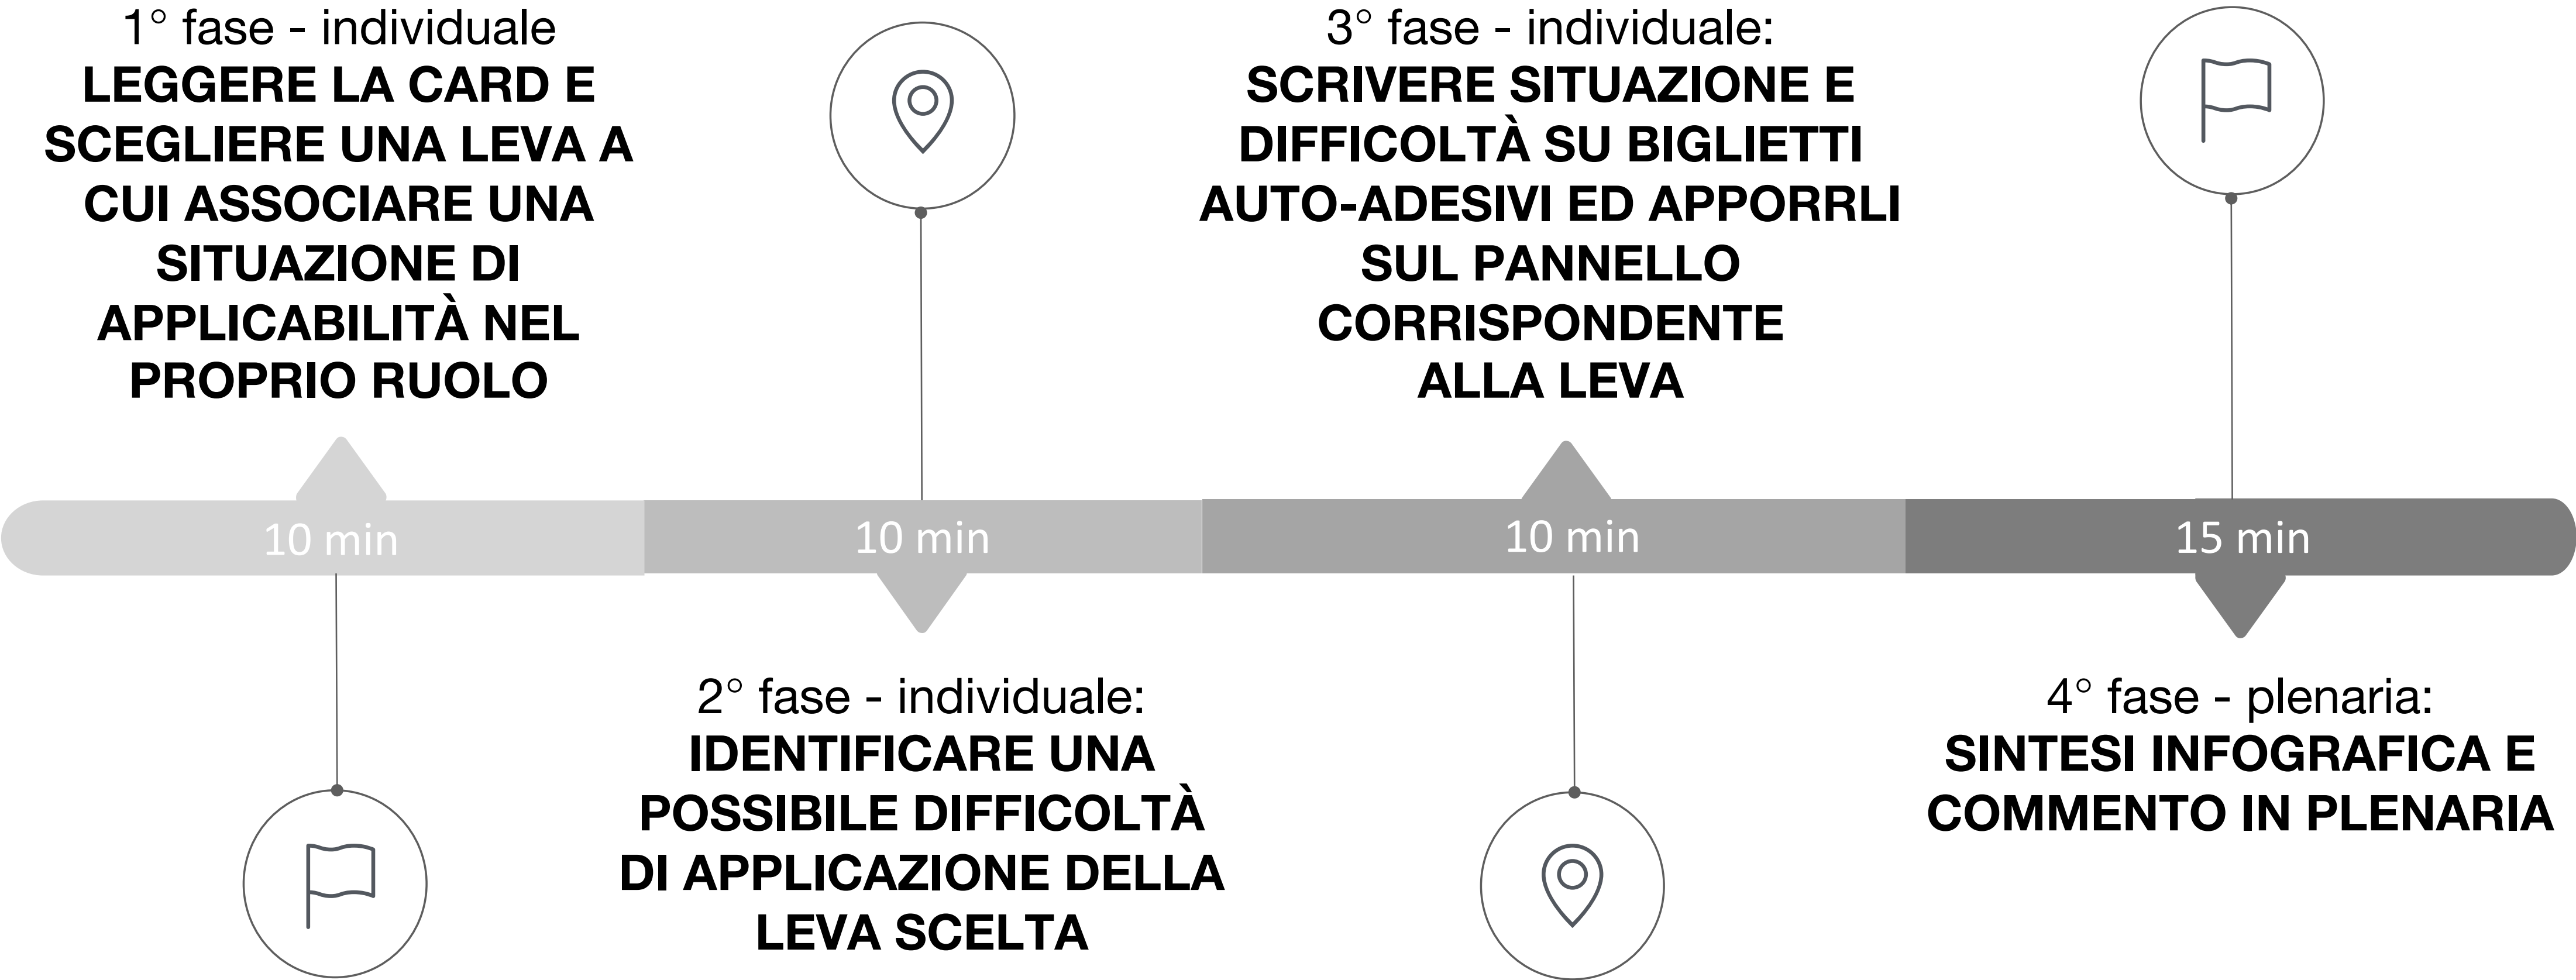 1° fase - individuale
LEGGERE LA CARD E
SCEGLIERE UNA LEVA A
CUI ASSOCIARE UNA
SITUAZIONE DI
APPLICABILITÀ NEL
PROPRIO RUOLO
10 min
2° fase - individuale:
IDENTIFICARE UNA
POSSIBILE DIFFICOLTÀ
DI APPLICAZIONE DELLA
LEVA SCELTA
10 min
3° fase - individuale:
SCRIVERE SITUAZIONE E
DIFFICOLTÀ SU BIGLIETTI
AUTO-ADESIVI ED APPORRLI
SUL PANNELLO
CORRISPONDENTE
ALLA LEVA
10 min
15 min
4° fase - plenaria:
SINTESI INFOGRAFICA E
COMMENTO IN PLENARIA